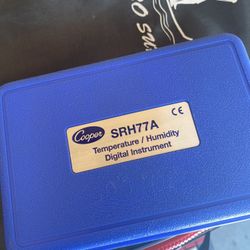 Cooper
SRH77A
CE
Temperature / Humidity
Digital Instrument